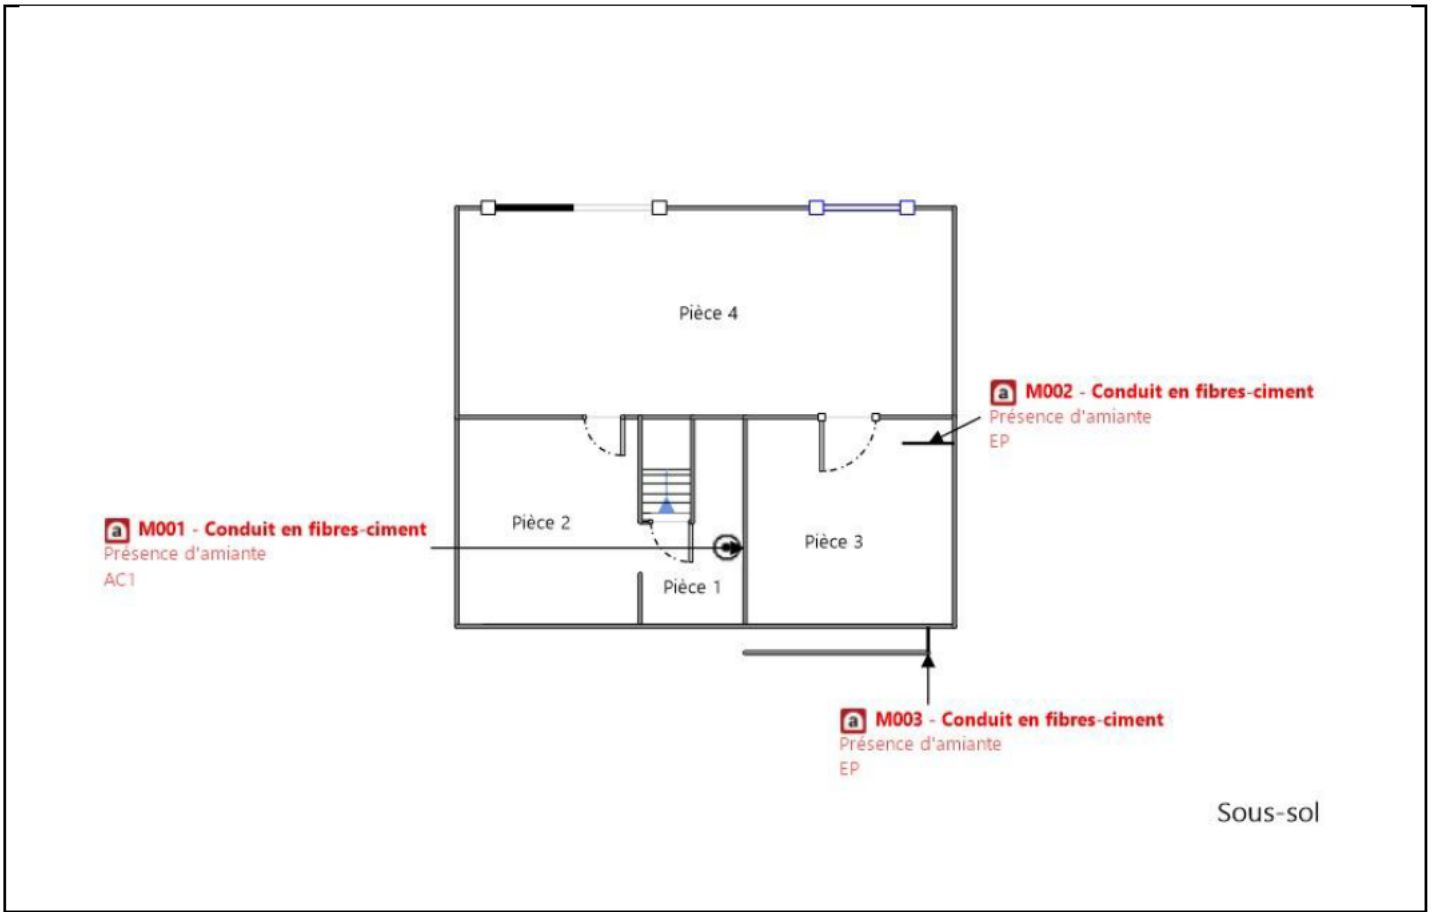 Pièce 4
a M002 - Conduit en fibres-ciment
Présence d'amiante
EP
Pièce 2
a M001 - Conduit en fibres-ciment
Présence d'amiante
AC1
Pièce 3
Pièce 1
a M003 - Conduit en fibres-ciment
Présence d'amiante
EP
Sous-sol